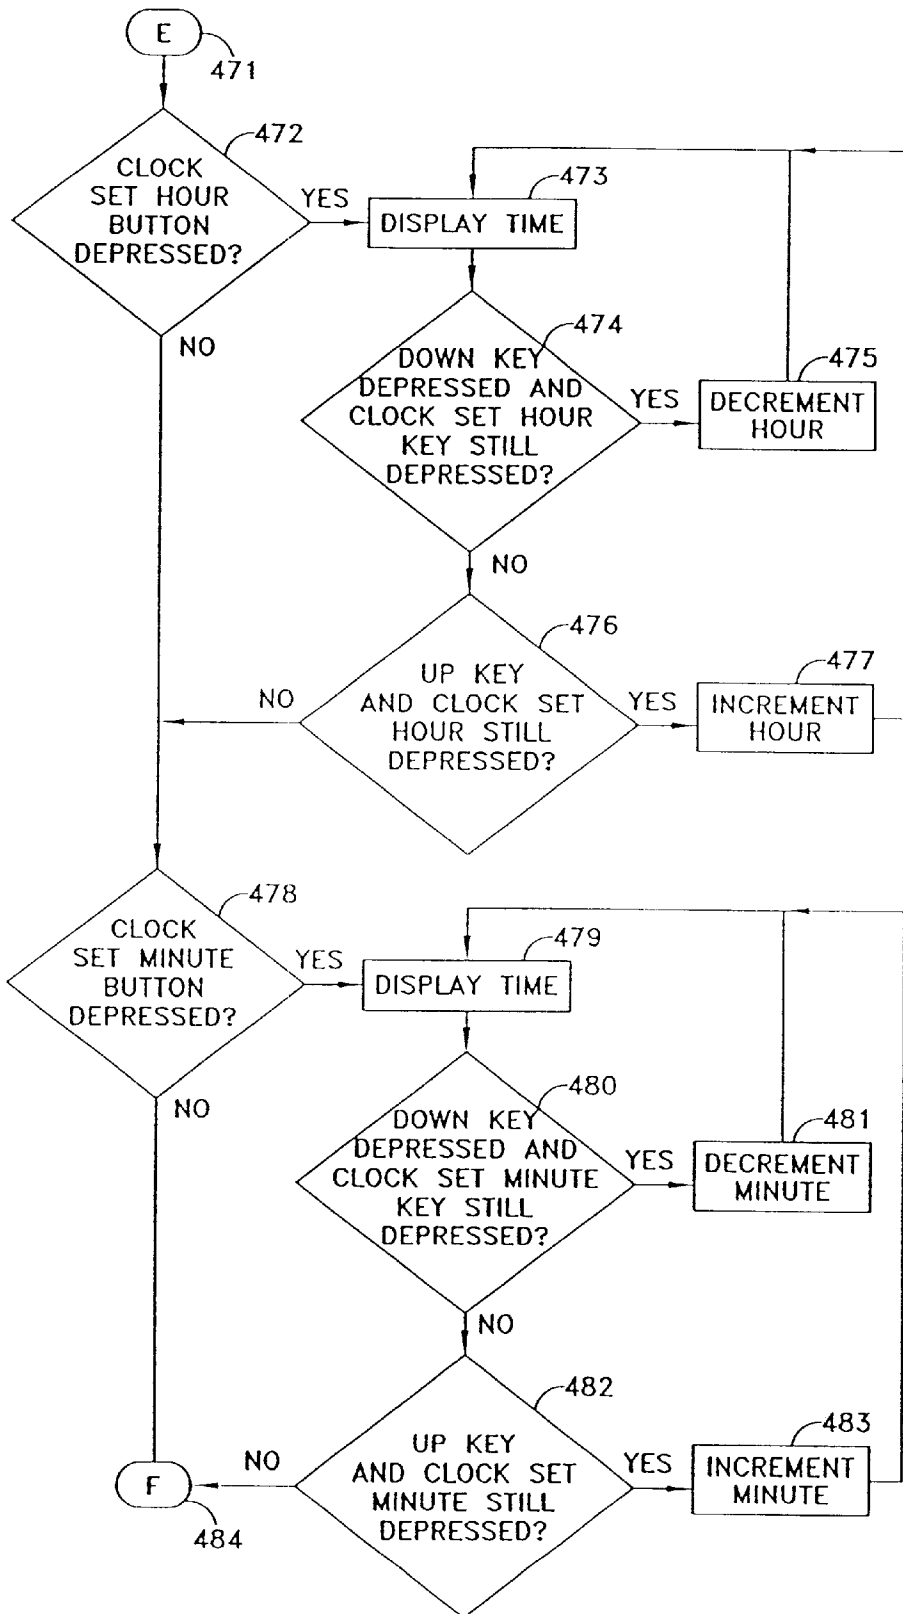 E
471
472
CLOCK
SET HOUR
BUTTON
DEPRESSED?
YES
473
DISPLAY TIME
NO
474
DOWN KEY
DEPRESSED AND
CLOCK SET HOUR
KEY STILL
DEPRESSED?
YES
475
DECREMENT
HOUR
NO
476
UP KEY
AND CLOCK SET
HOUR STILL
DEPRESSED?
NO
YES
477
INCREMENT
HOUR
478
CLOCK
SET MINUTE
BUTTON
DEPRESSED?
YES
479
DISPLAY TIME
NO
480
DOWN KEY
DEPRESSED AND
CLOCK SET MINUTE
KEY STILL
DEPRESSED?
YES
481
DECREMENT
MINUTE
NO
482
UP KEY
AND CLOCK SET
MINUTE STILL
DEPRESSED?
YES
483
INCREMENT
MINUTE
NO
F
484